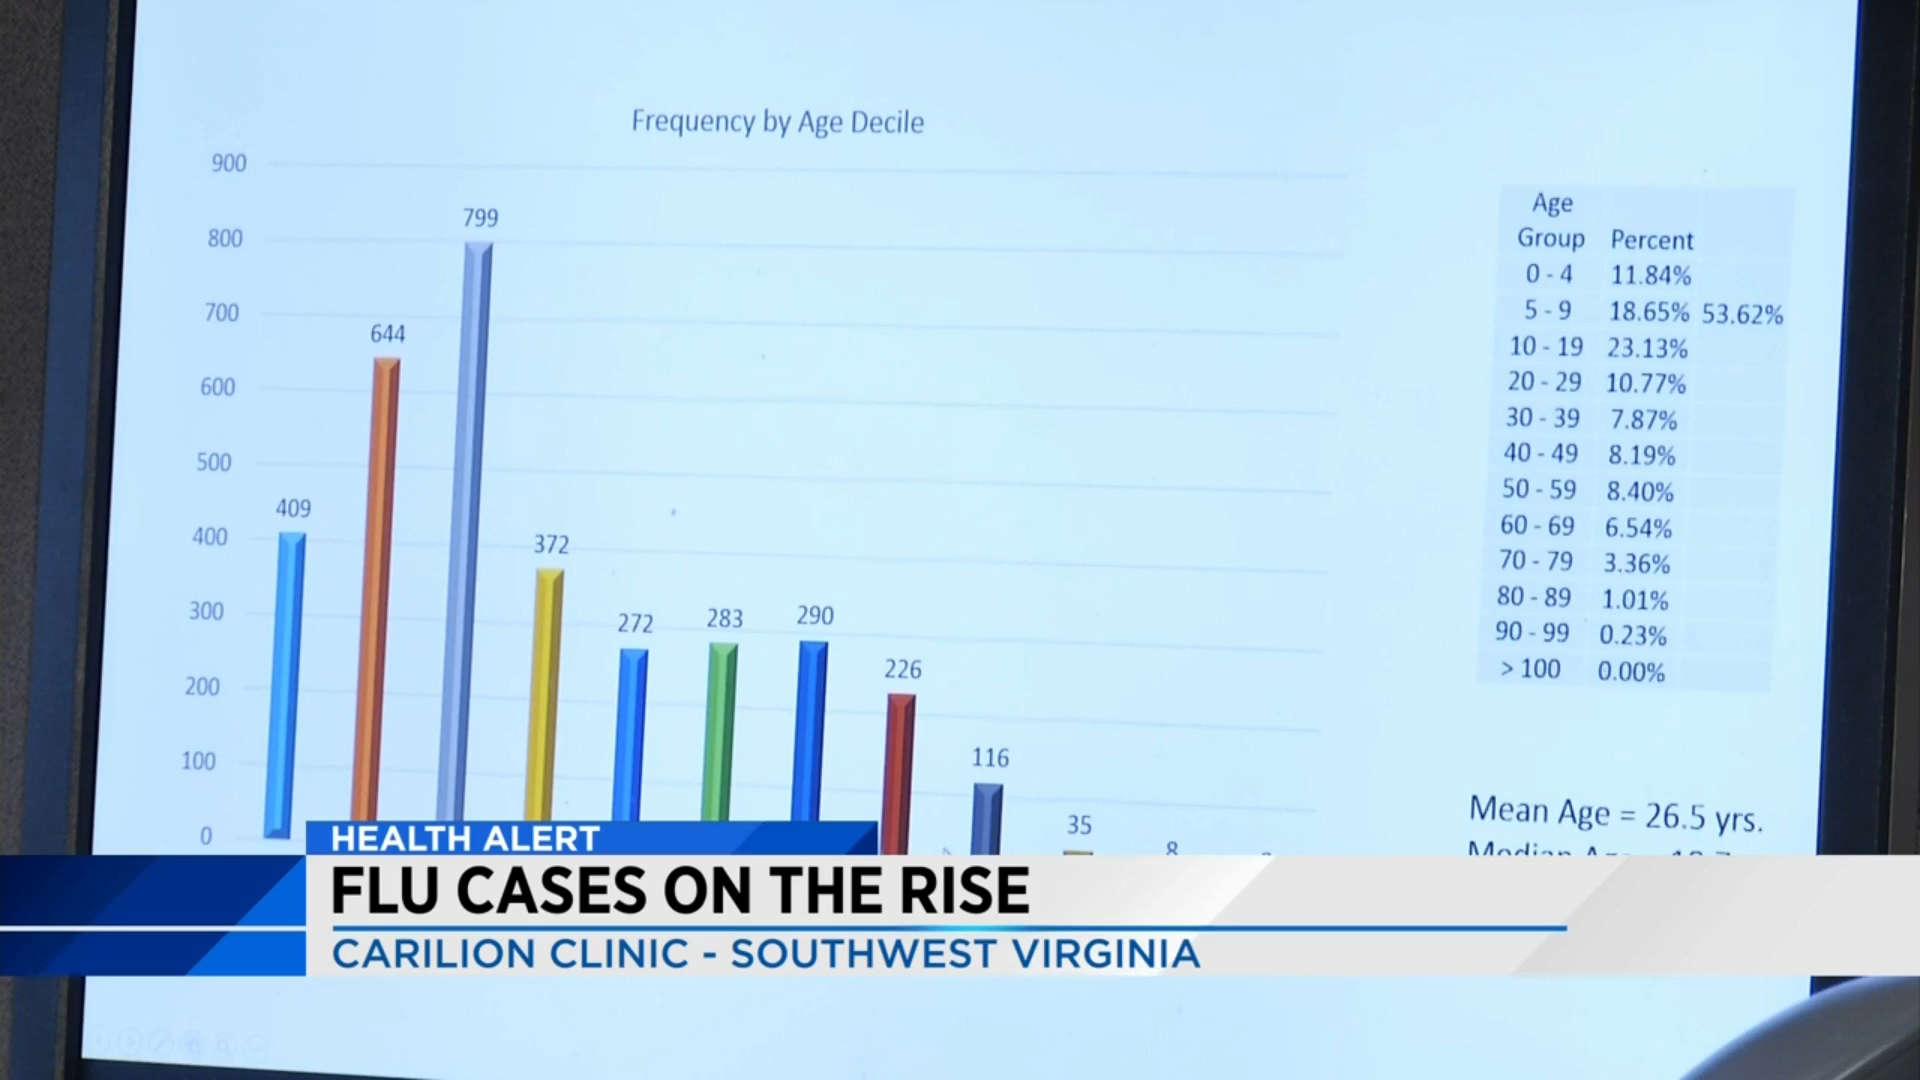 Frequency by Age Decile
900
800
700
600
500
400
300
200
100
0
409
644
799
372
272
283
290
226
116
35
8
Age
Group Percent
0 - 4 11.84%
5 - 9 18.65% 53.62%
10 - 19 23.13%
20 - 29 10.77%
30 - 39 7.87%
40 - 49 8.19%
50 - 59 8.40%
60 - 69 6.54%
70 - 79 3.36%
80 - 89 1.01%
90 - 99 0.23%
> 100 0.00%
Mean Age = 26.5 yrs.
HEALTH ALERT
FLU CASES ON THE RISE
CARILION CLINIC - SOUTHWEST VIRGINIA